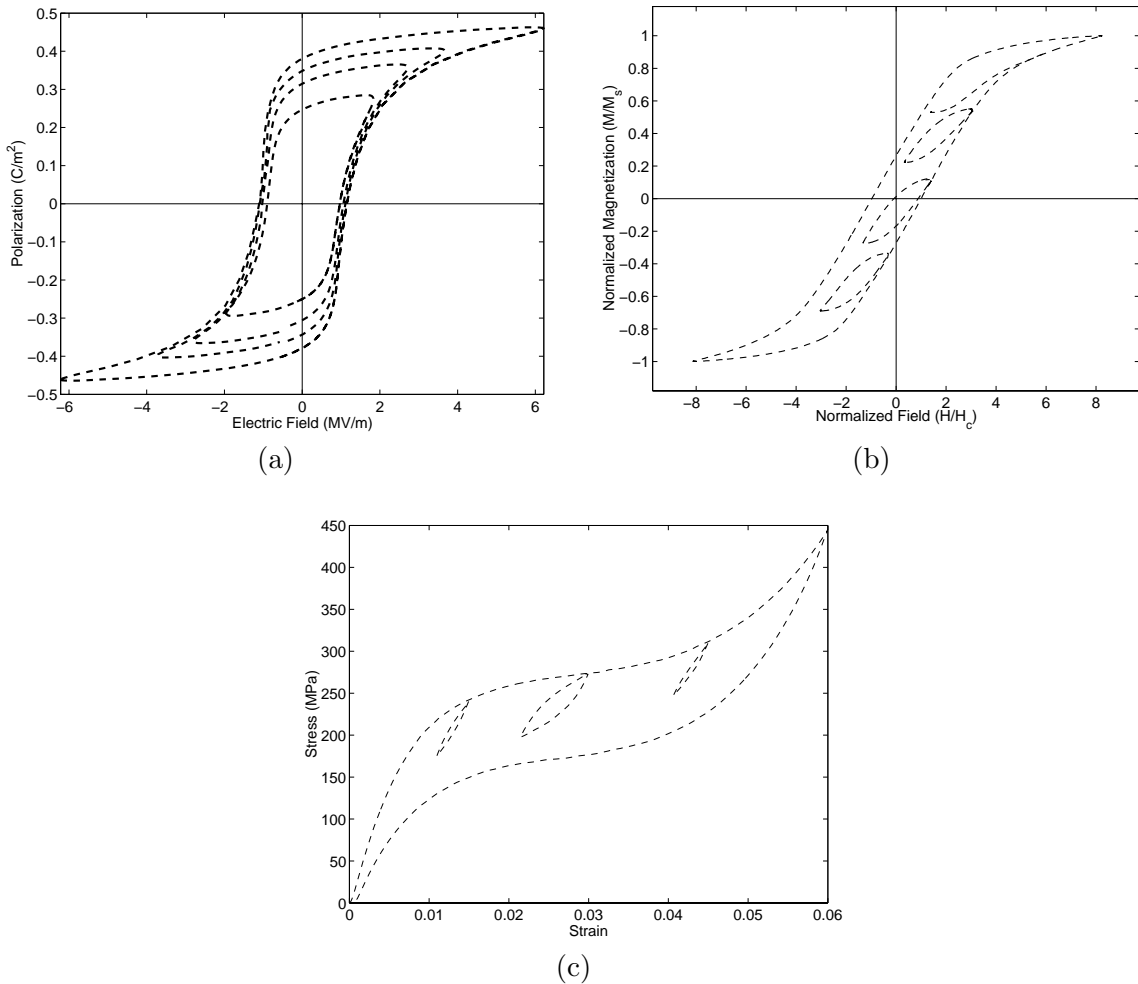 0.5
0.4
0.3
0.2
0.1
0
−0.1
−0.2
−0.3
−0.4
−0.5
Polarization (C/m²)
−6 −4 −2 0 2 4 6
Electric Field (MV/m)
(a)
1
0.8
0.6
0.4
0.2
0
−0.2
−0.4
−0.6
−0.8
−1
Normalized Magnetization (M/Mₛ)
−8 −6 −4 −2 0 2 4 6 8
Normalized Field (H/H_c)
(b)
450
400
350
300
250
200
150
100
50
0
Stress (MPa)
0 0.01 0.02 0.03 0.04 0.05 0.06
Strain
(c)